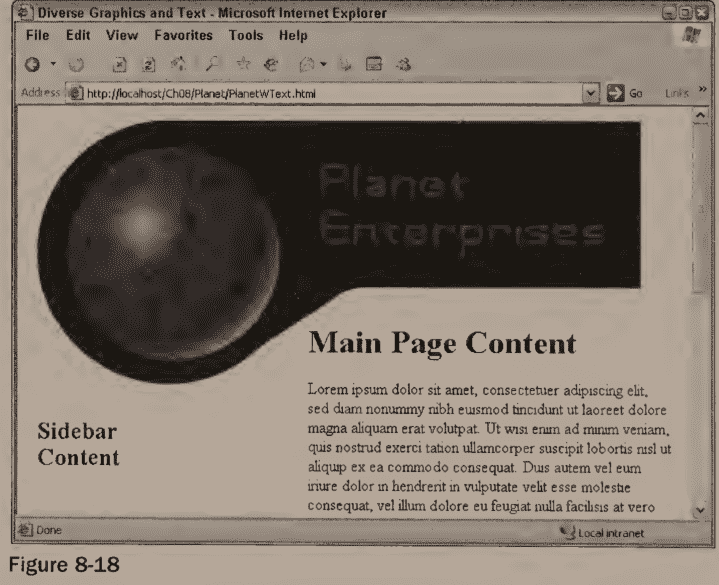 Diverse Graphics and Text - Microsoft Internet Explorer
File Edit View Favorites Tools Help
Address http://localhost/Ch08/Planet/PlanetWText.html Go Links »
Planet
Enterprises
Main Page Content
Lorem ipsum dolor sit amet, consectetuer adipiscing elit,
sed diam nonummy nibh euismod tincidunt ut laoreet dolore
magna aliquam erat volutpat. Ut wisi enim ad minim veniam,
quis nostrud exerci tation ullamcorper suscipit lobortis nisl ut
aliquip ex ea commodo consequat. Duis autem vel eum
iriure dolor in hendrerit in vulputate velit esse molestie
consequat, vel illum dolore eu feugiat nulla facilisis at vero
Sidebar
Content
Done Local intranet
Figure 8-18